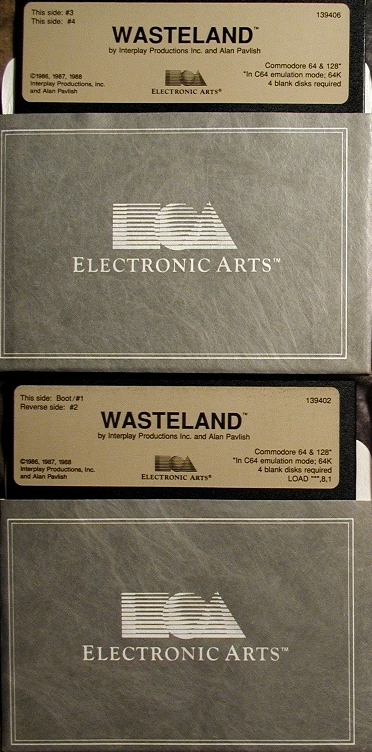 This side: #3
This side: #4
139406
WASTELAND™
by Interplay Productions Inc. and Alan Pavlish
©1986, 1987, 1988
Interplay Productions, Inc.
and Alan Pavlish
ELECTRONIC ARTS®
Commodore 64 & 128*
*In C64 emulation mode; 64K
4 blank disks required
ELECTRONIC ARTS™
This side: Boot/#1
Reverse side: #2
139402
WASTELAND™
by Interplay Productions Inc. and Alan Pavlish
©1986, 1987, 1988
Interplay Productions, Inc.
and Alan Pavlish
ELECTRONIC ARTS®
Commodore 64 & 128*
*In C64 emulation mode; 64K
4 blank disks required
LOAD "*",8,1
ELECTRONIC ARTS™